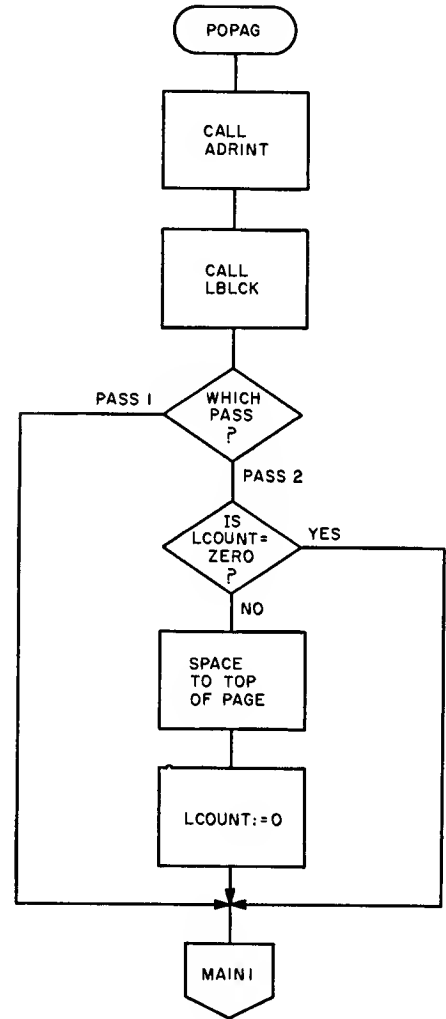 POPAG
CALL
ADRINT
CALL
LBLCK
WHICH
PASS
?
PASS 1
PASS 2
IS
LCOUNT=
ZERO
?
YES
NO
SPACE
TO TOP
OF PAGE
LCOUNT:=0
MAIN1